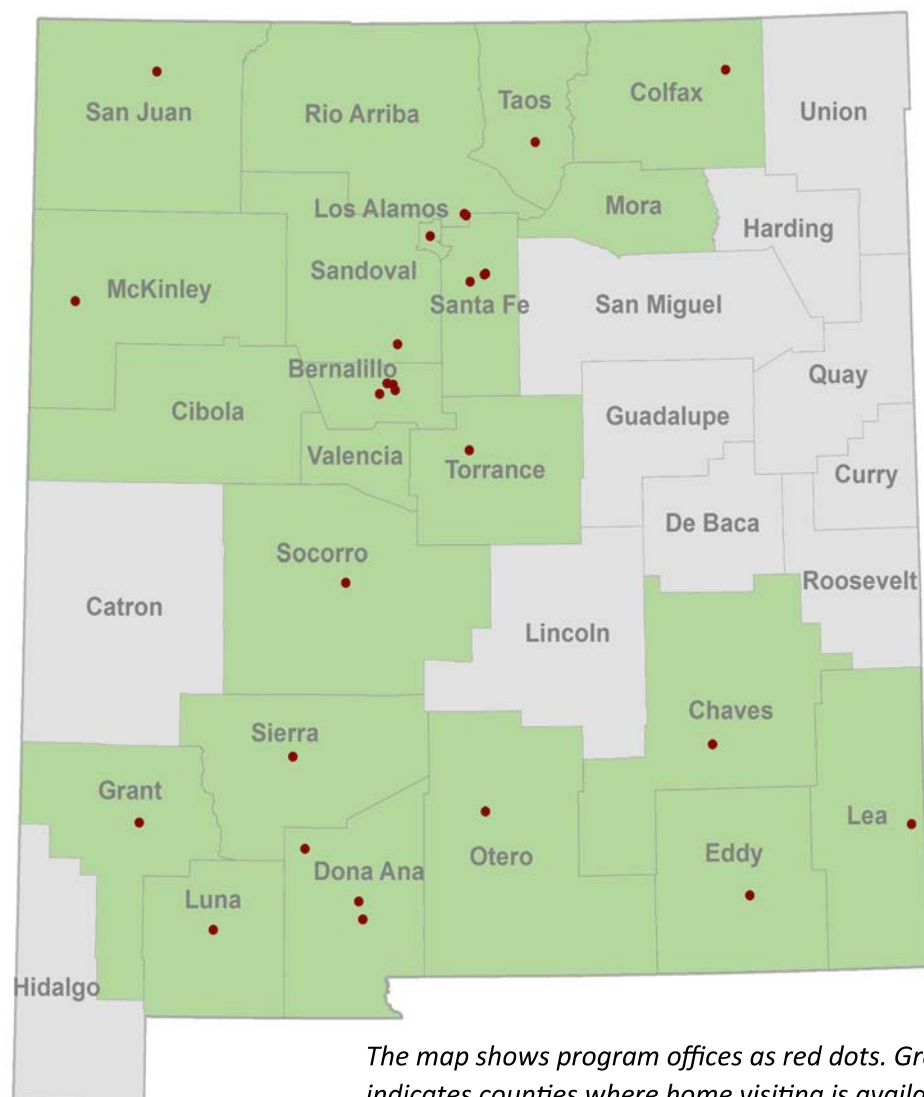 San Juan
Rio Arriba
Taos
Colfax
Union
Los Alamos
Mora
Harding
McKinley
Sandoval
Santa Fe
San Miguel
Bernalillo
Quay
Cibola
Guadalupe
Valencia
Torrance
Curry
De Baca
Socorro
Roosevelt
Catron
Lincoln
Chaves
Sierra
Grant
Lea
Otero
Eddy
Dona Ana
Luna
Hidalgo
The map shows program offices as red dots. Gr
indicates counties where home visiting is availa